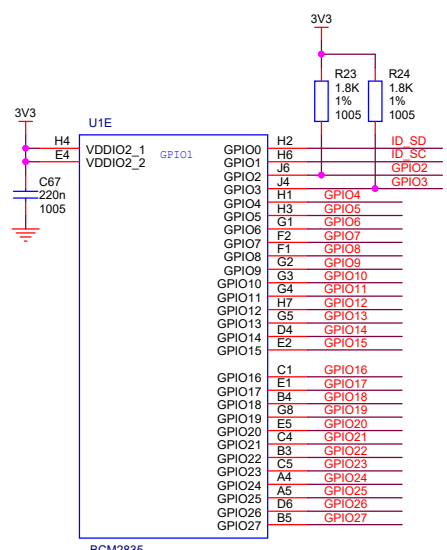 3V3
R23
1.8K
1%
1005
R24
1.8K
1%
1005
3V3
U1E
GPIO1
H4 VDDIO2_1
E4 VDDIO2_2
C67
220n
1005
GPIO0 H2 ID_SD
GPIO1 H6 ID_SC
GPIO2 J6 GPIO2
GPIO3 J4 GPIO3
GPIO4 H1 GPIO4
GPIO5 H3 GPIO5
GPIO6 G1 GPIO6
GPIO7 F2 GPIO7
GPIO8 F1 GPIO8
GPIO9 G2 GPIO9
GPIO10 G3 GPIO10
GPIO11 G4 GPIO11
GPIO12 H7 GPIO12
GPIO13 G5 GPIO13
GPIO14 D4 GPIO14
GPIO15 E2 GPIO15
GPIO16 C1 GPIO16
GPIO17 E1 GPIO17
GPIO18 B4 GPIO18
GPIO19 G8 GPIO19
GPIO20 E5 GPIO20
GPIO21 C4 GPIO21
GPIO22 B3 GPIO22
GPIO23 C5 GPIO23
GPIO24 A4 GPIO24
GPIO25 A5 GPIO25
GPIO26 D6 GPIO26
GPIO27 B5 GPIO27
BCM2835